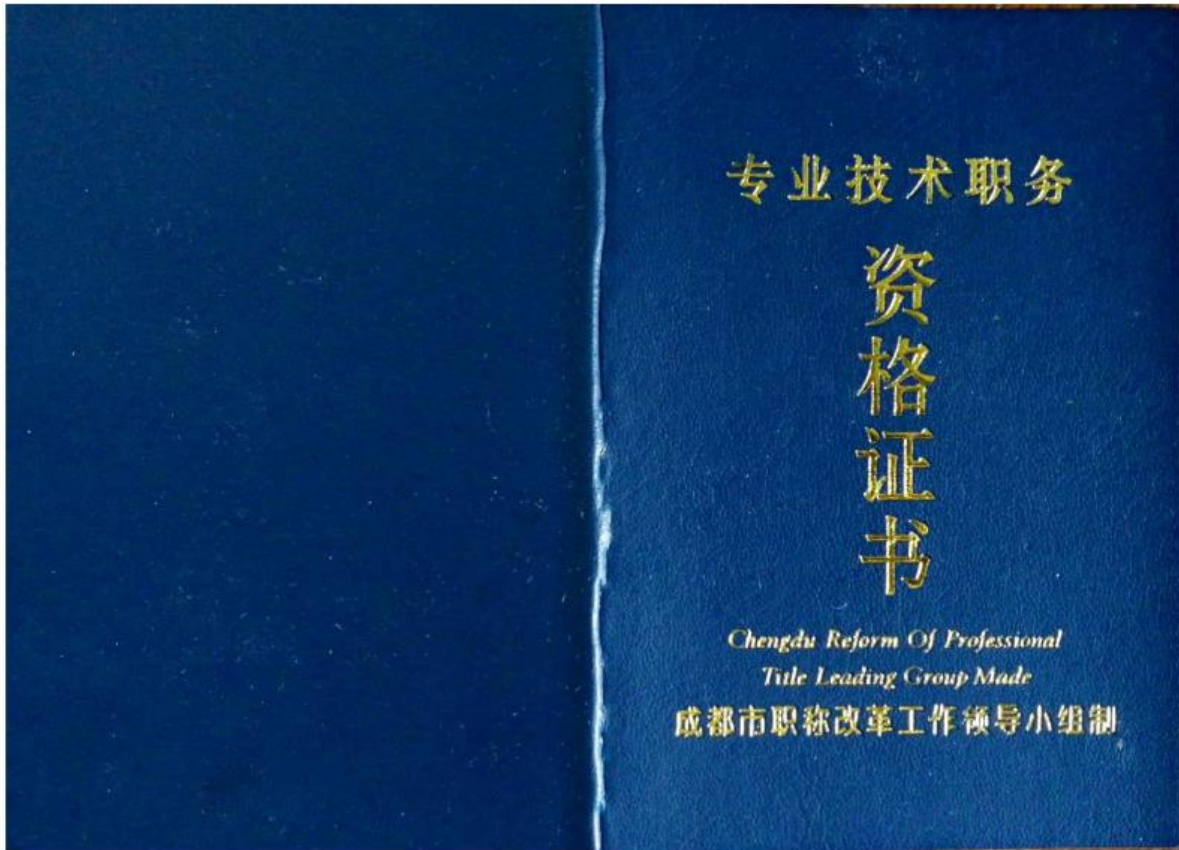 专业技术职务
资格证书
Chengdu Reform Of Professional
Title Leading Group Made
成都市职称改革工作领导小组制